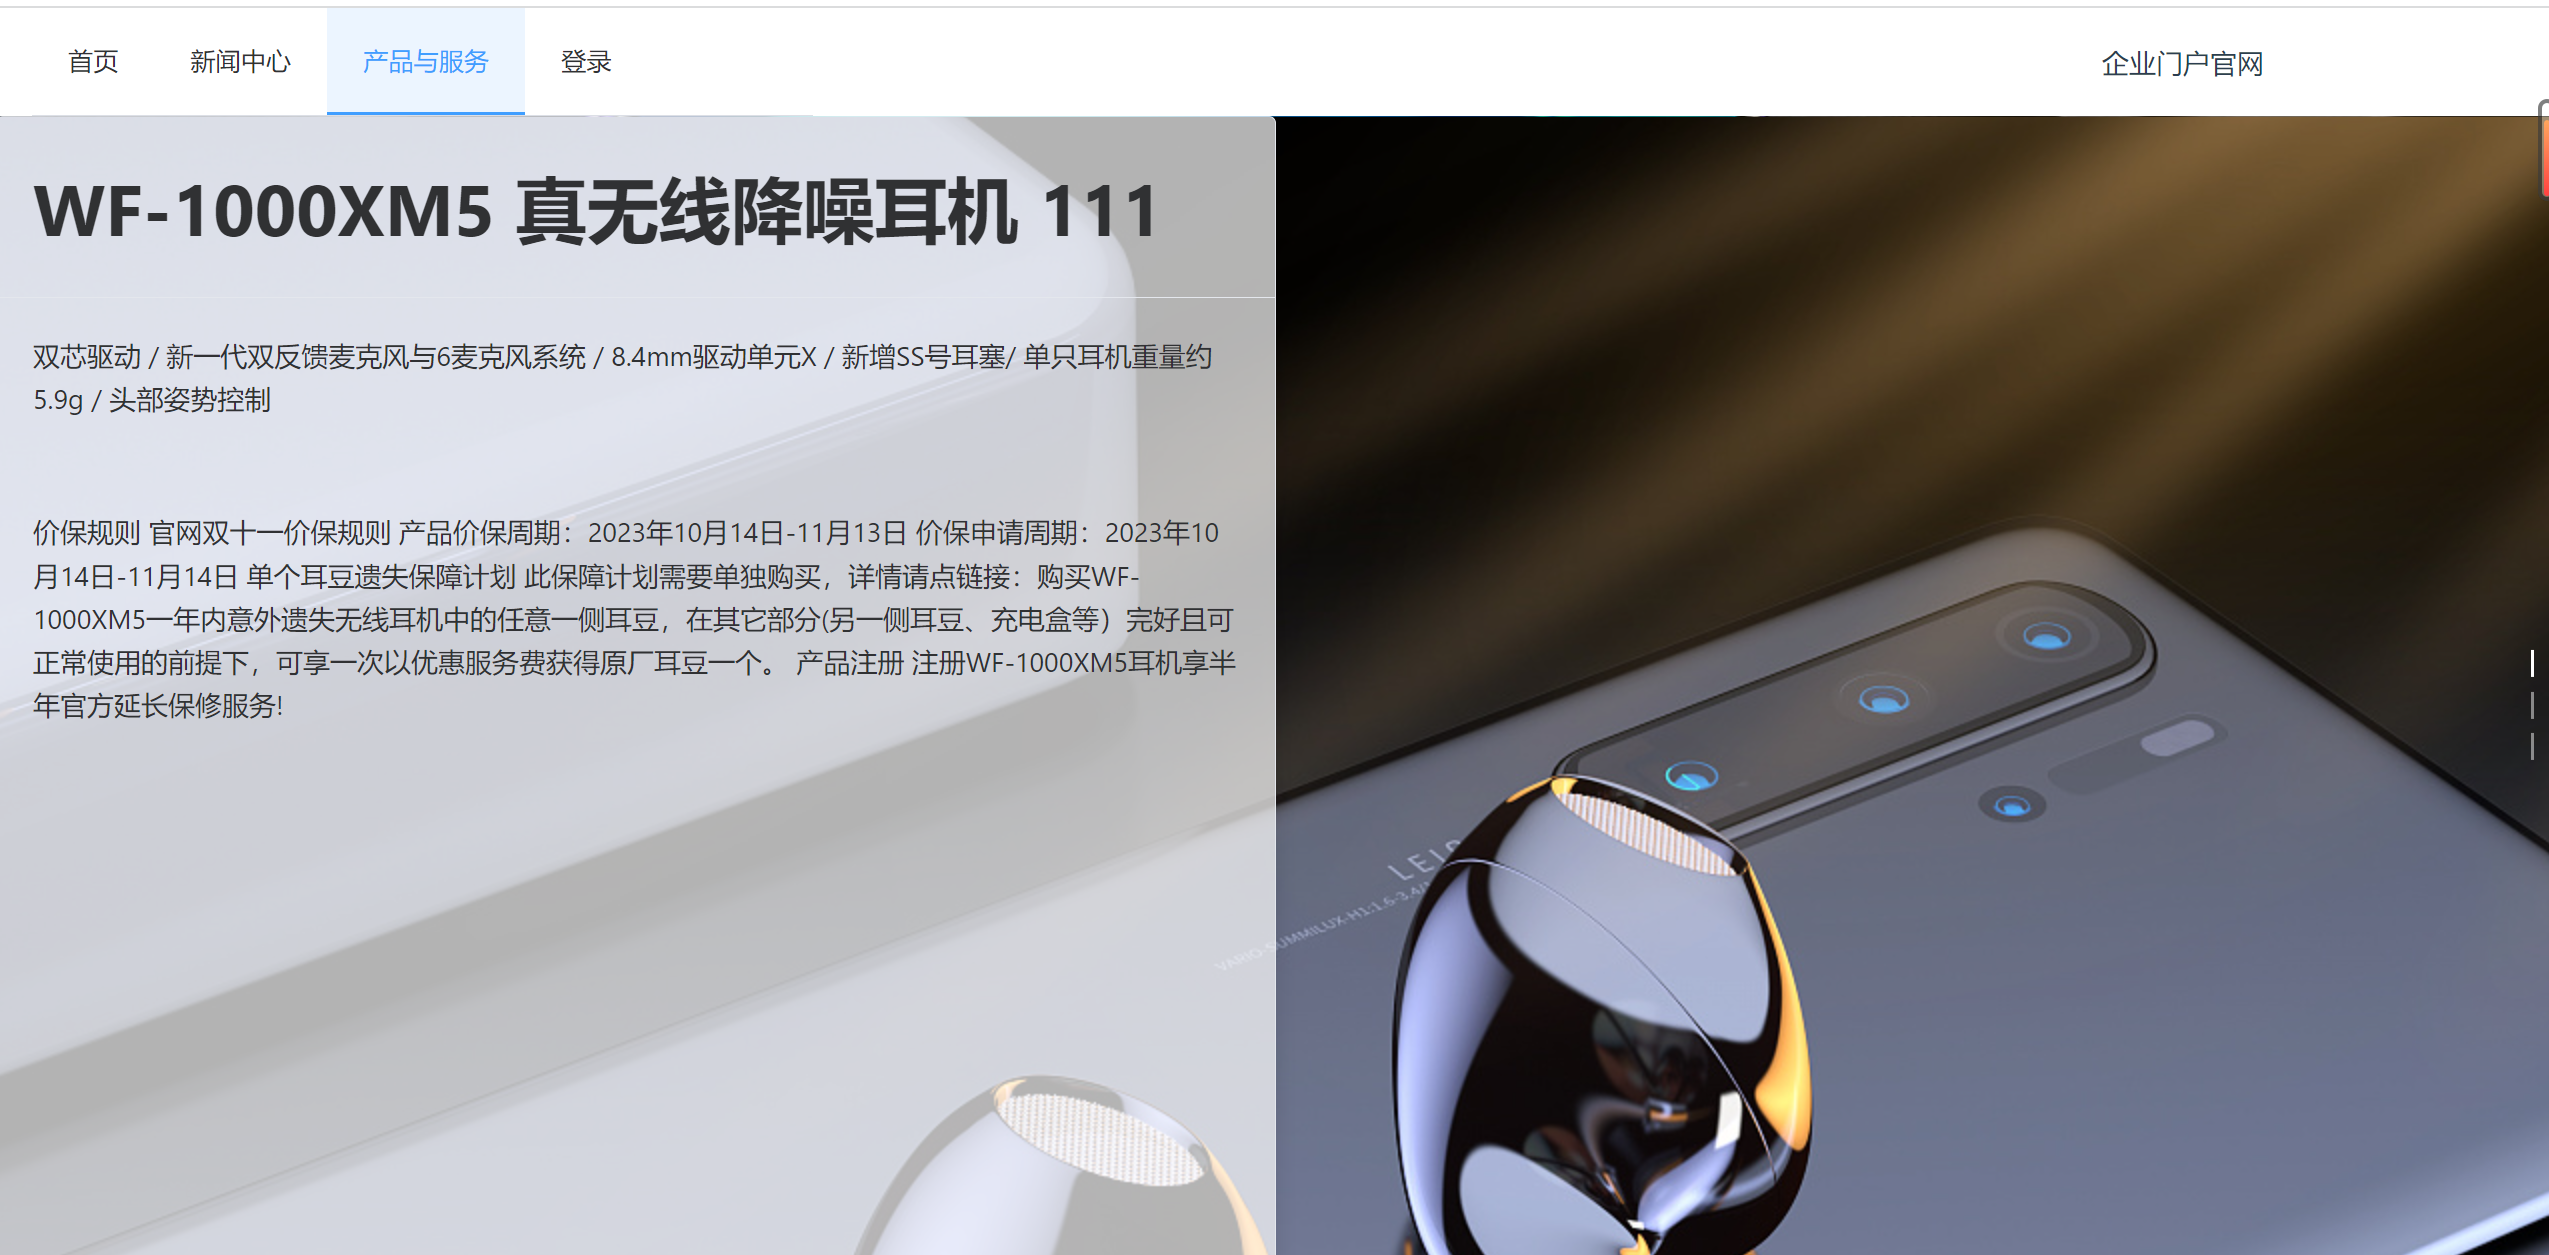 首页
新闻中心
产品与服务
登录
企业门户官网
WF-1000XM5 真无线降噪耳机 111
双芯驱动 / 新一代双反馈麦克风与6麦克风系统 / 8.4mm驱动单元X / 新增SS号耳塞/ 单只耳机重量约
5.9g / 头部姿势控制
价保规则 官网双十一价保规则 产品价保周期：2023年10月14日-11月13日 价保申请周期：2023年10
月14日-11月14日 单个耳豆遗失保障计划 此保障计划需要单独购买，详情请点链接：购买WF-
1000XM5一年内意外遗失无线耳机中的任意一侧耳豆，在其它部分(另一侧耳豆、充电盒等）完好且可
正常使用的前提下，可享一次以优惠服务费获得原厂耳豆一个。 产品注册 注册WF-1000XM5耳机享半
年官方延长保修服务!
VARIO-SUMMILUX-H1:1.6-3.4/